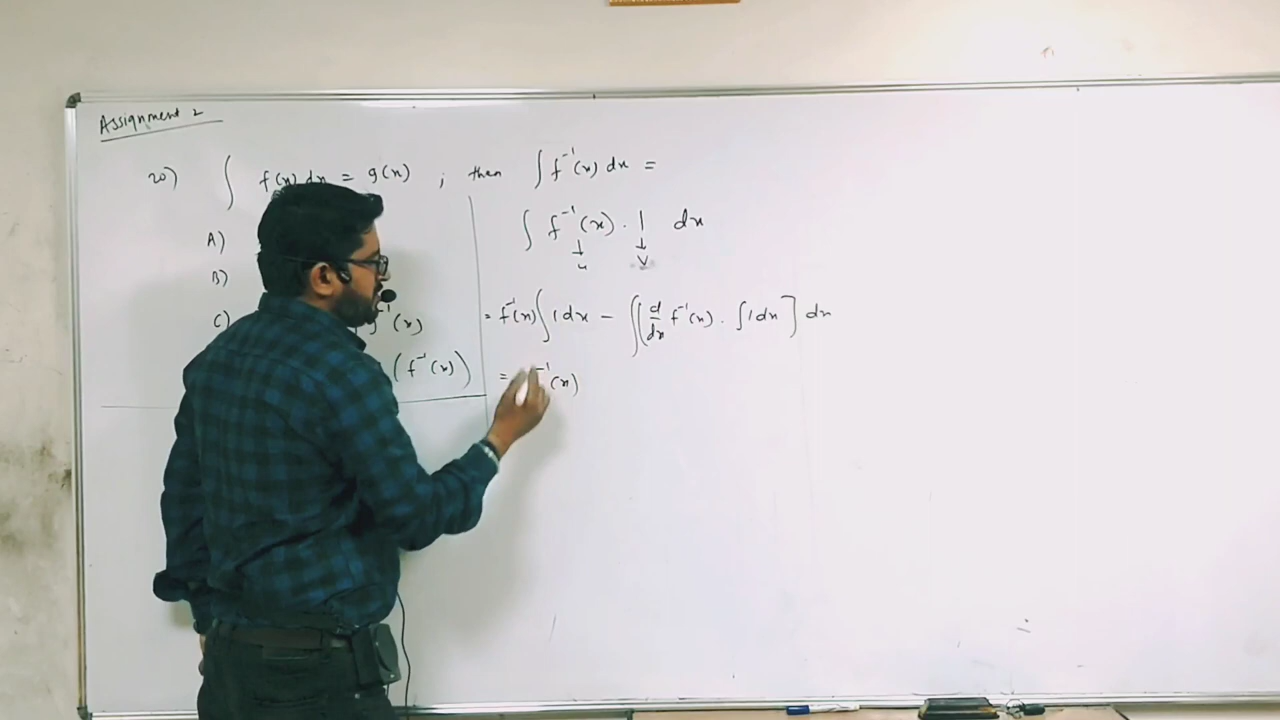 Assignment 2
20) ∫ f(x) dx = g(x) ; then ∫ f⁻¹(x) dx =
A)
B)
C) f⁻¹(x)
(f⁻¹(x))
∫ f⁻¹(x) . 1 dx
↓ ↓
u v
= f⁻¹(x) ∫ 1 dx − ∫ [ d/dx f⁻¹(x) . ∫ 1 dx ] dx
= ⁻¹(x)